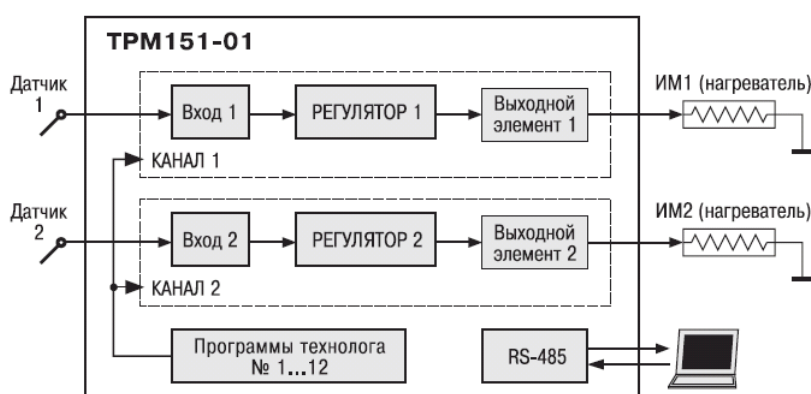 ТРМ151-01
Датчик
1
Вход 1
РЕГУЛЯТОР 1
Выходной
элемент 1
ИМ1 (нагреватель)
КАНАЛ 1
Датчик
2
Вход 2
РЕГУЛЯТОР 2
Выходной
элемент 2
ИМ2 (нагреватель)
КАНАЛ 2
Программы технолога
№ 1...12
RS-485